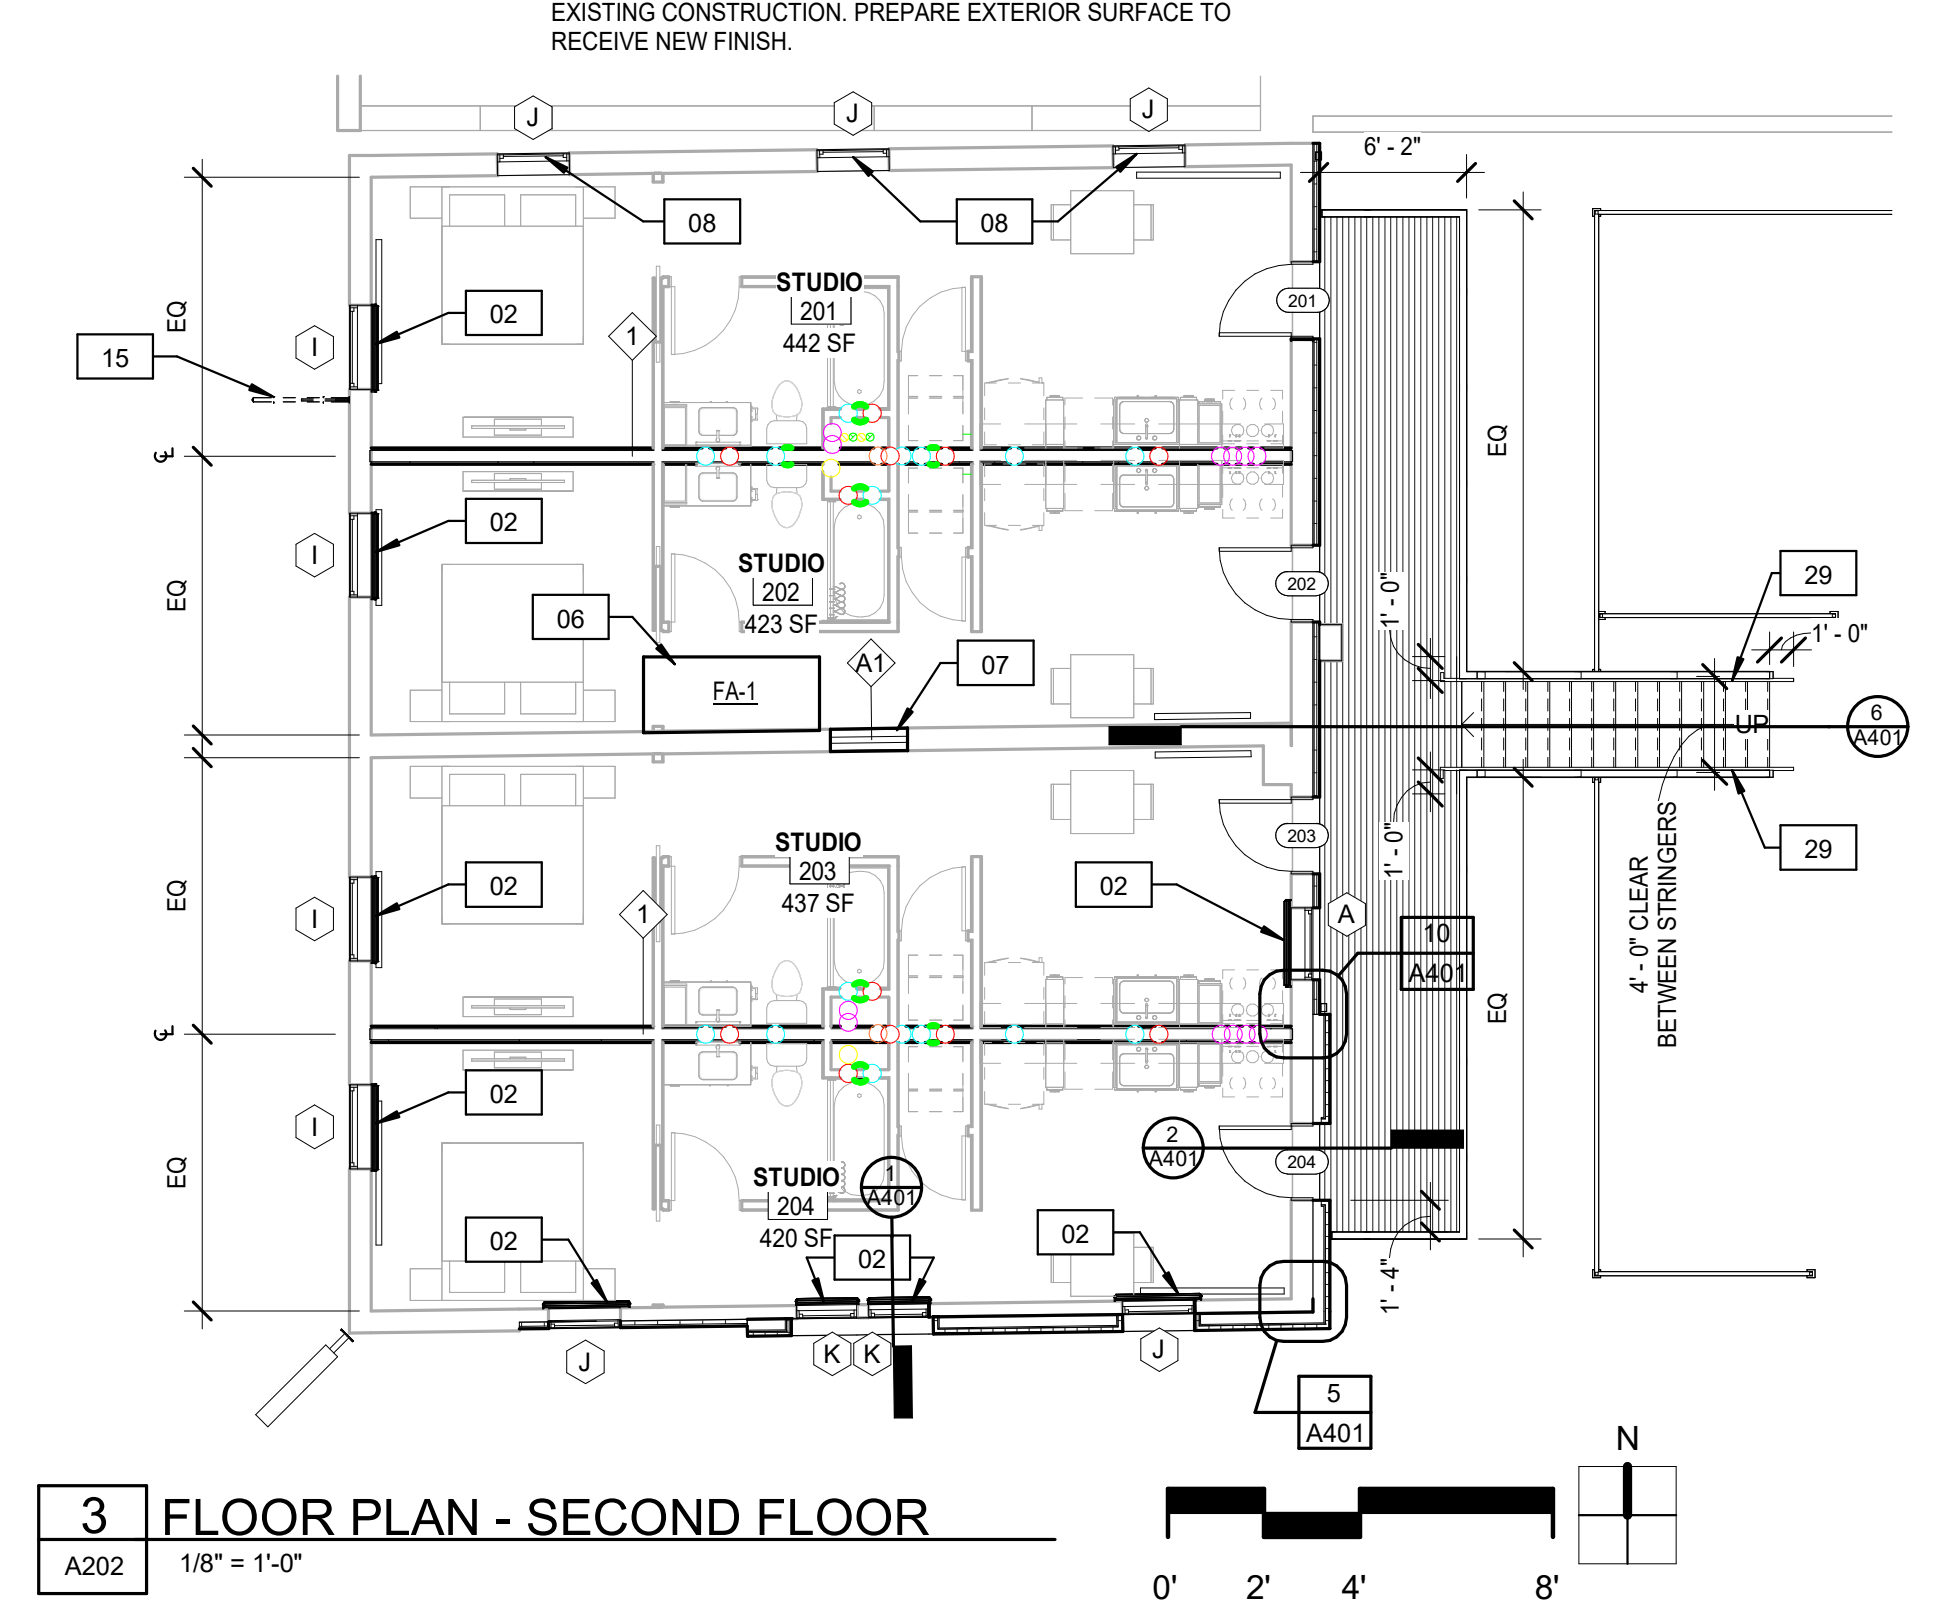 EXISTING CONSTRUCTION. PREPARE EXTERIOR SURFACE TO
RECEIVE NEW FINISH.
J
J
J
6' - 2"
08
08
EQ
02
STUDIO
201
442 SF
201
15
I
1
EQ
℄
02
I
STUDIO
202
423 SF
202
1' - 0"
29
EQ
06
1' - 0"
A1
07
FA-1
6
A401
UP
STUDIO
203
437 SF
203
1' - 0"
29
4' - 0" CLEAR
BETWEEN STRINGERS
EQ
02
I
1
02
A
10
A401
EQ
℄
02
I
2
A401
204
STUDIO
204
420 SF
1
A401
EQ
02
02
02
1' - 4"
J
K
K
J
5
A401
N
3
FLOOR PLAN - SECOND FLOOR
A202
1/8" = 1'-0"
0'
2'
4'
8'